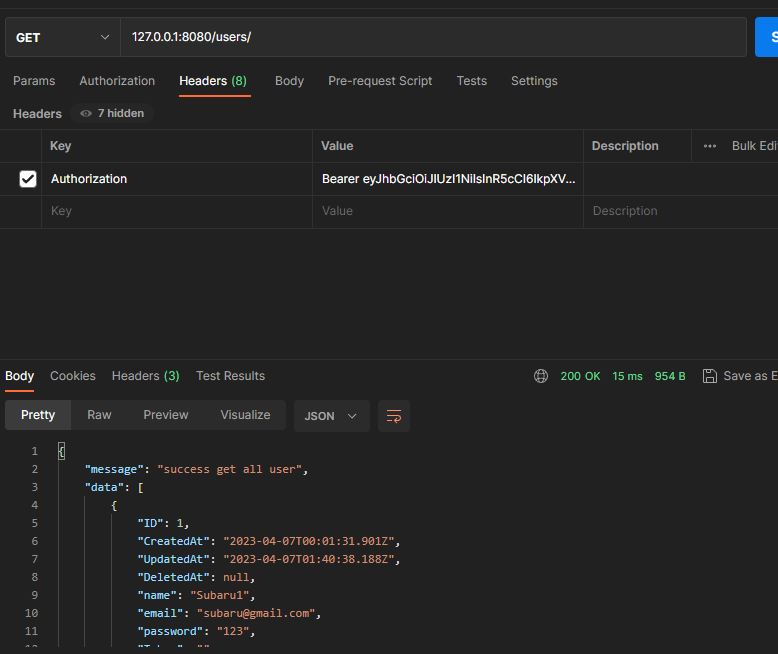 GET 127.0.0.1:8080/users/ S
Params Authorization Headers (8) Body Pre-request Script Tests Settings
Headers 7 hidden
Key Value Description ••• Bulk Edi
Authorization Bearer eyJhbGciOiJIUzI1NiIsInR5cCI6IkpXV...
Key Value Description
Body Cookies Headers (3) Test Results 200 OK 15 ms 954 B Save as E
Pretty Raw Preview Visualize JSON
1 {
2 "message": "success get all user",
3 "data": [
4 {
5 "ID": 1,
6 "CreatedAt": "2023-04-07T00:01:31.901Z",
7 "UpdatedAt": "2023-04-07T01:40:38.188Z",
8 "DeletedAt": null,
9 "name": "Subaru1",
10 "email": "subaru@gmail.com",
11 "password": "123",